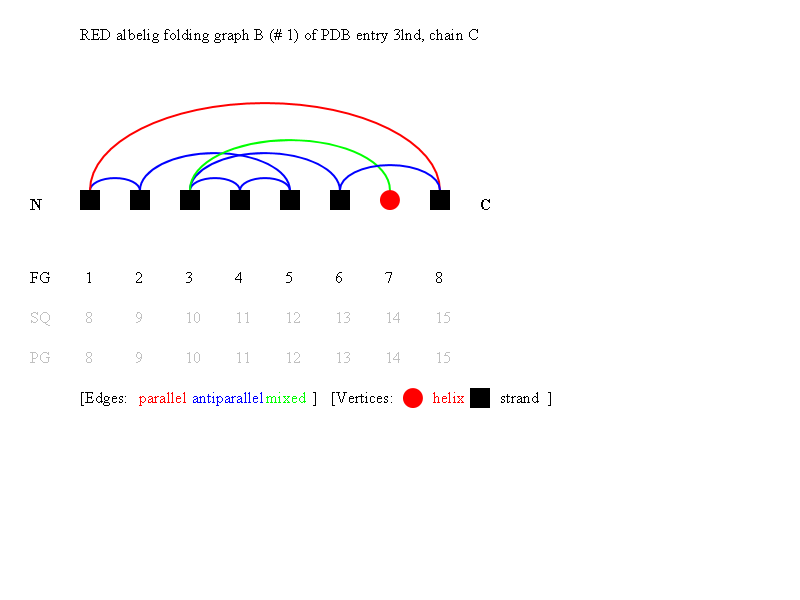 RED albelig folding graph B (# 1) of PDB entry 3lnd, chain C
N C
FG 1 2 3 4 5 6 7 8
SQ 8 9 10 11 12 13 14 15
PG 8 9 10 11 12 13 14 15
[Edges: parallel antiparallel mixed ] [Vertices: helix strand ]